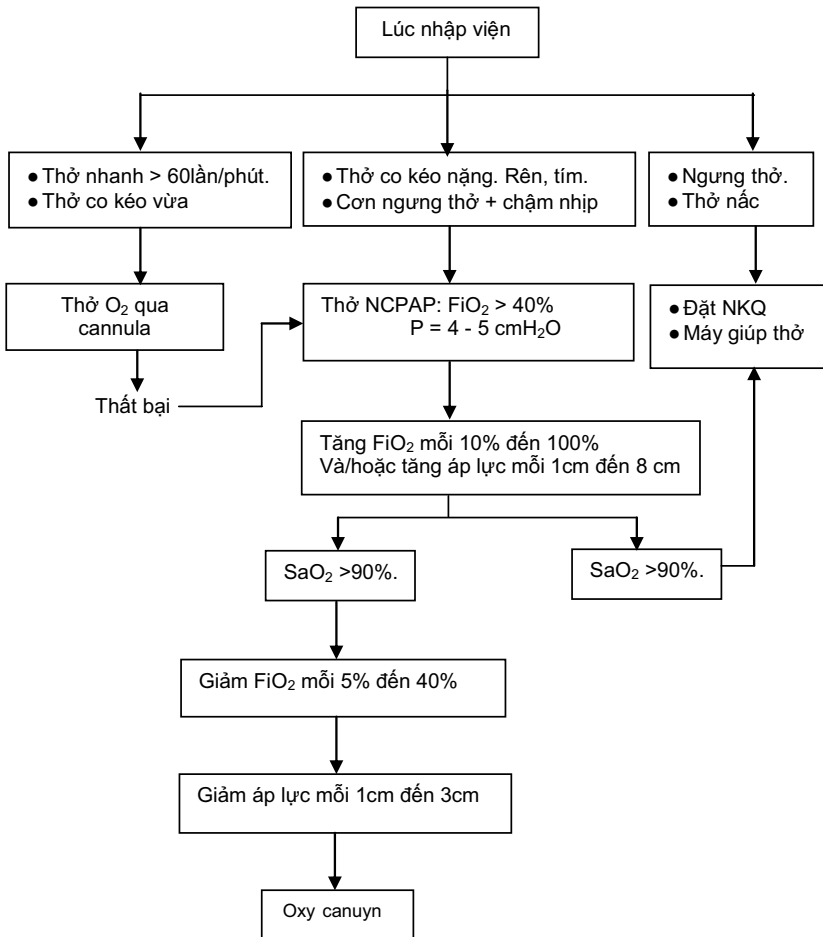 Lúc nhập viện
● Thở nhanh > 60lần/phút.
● Thở co kéo vừa
● Thở co kéo nặng. Rên, tím.
● Cơn ngưng thở + chậm nhịp
● Ngưng thở.
● Thở nấc
Thở O₂ qua
cannula
Thở NCPAP: FiO₂ > 40%
P = 4 - 5 cmH₂O
● Đặt NKQ
● Máy giúp thở
Thất bại
Tăng FiO₂ mỗi 10% đến 100%
Và/hoặc tăng áp lực mỗi 1cm đến 8 cm
SaO₂ >90%.
SaO₂ >90%.
Giảm FiO₂ mỗi 5% đến 40%
Giảm áp lực mỗi 1cm đến 3cm
Oxy canuyn